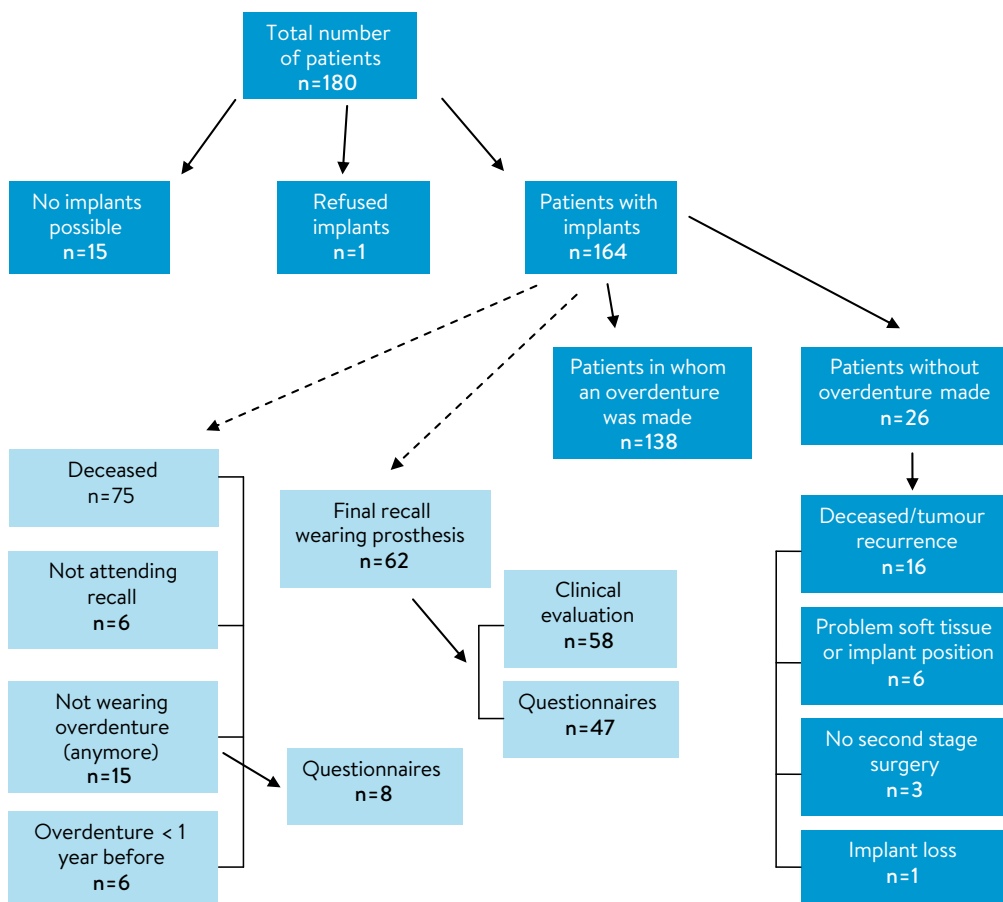 Total number
of patients
n=180
No implants
possible
n=15
Refused
implants
n=1
Patients with
implants
n=164
Patients in whom
an overdenture
was made
n=138
Patients without
overdenture made
n=26
Deceased
n=75
Not attending
recall
n=6
Not wearing
overdenture
(anymore)
n=15
Overdenture < 1
year before
n=6
Questionnaires
n=8
Final recall
wearing prosthesis
n=62
Clinical
evaluation
n=58
Questionnaires
n=47
Deceased/tumour
recurrence
n=16
Problem soft tissue
or implant position
n=6
No second stage
surgery
n=3
Implant loss
n=1